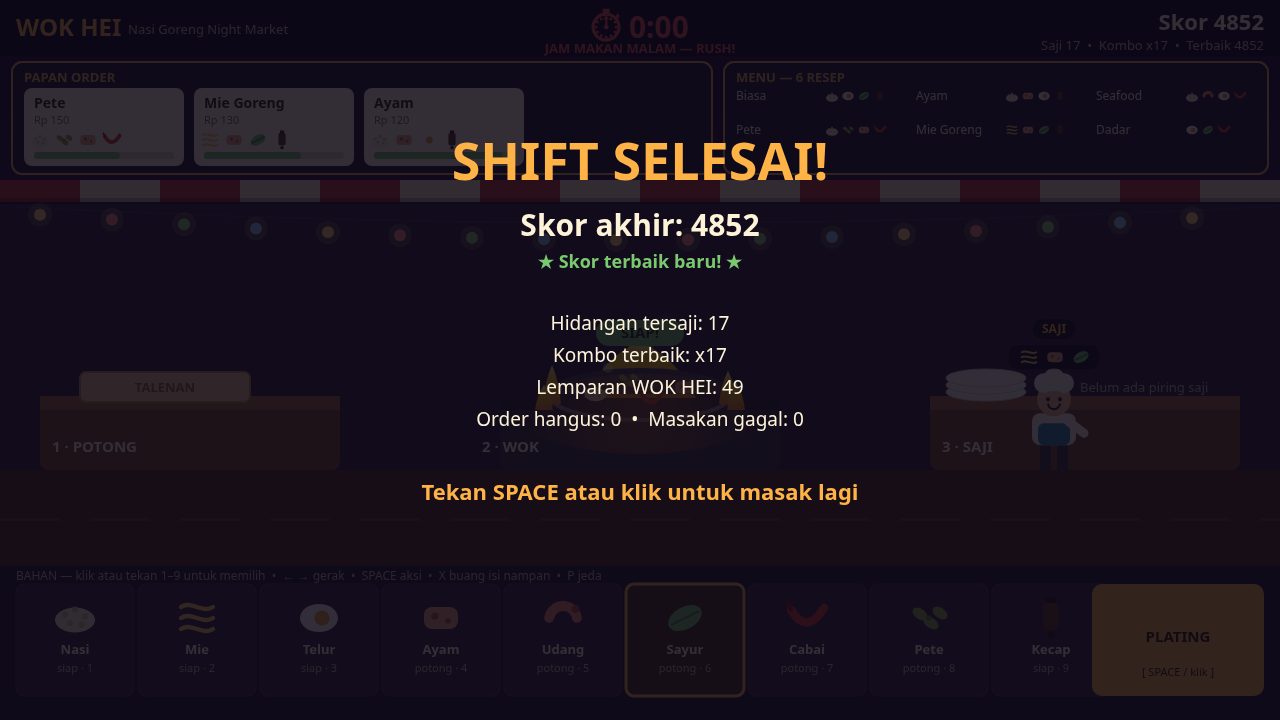 WOK HEI Nasi Goreng Night Market
0:00
JAM MAKAN MALAM — RUSH!
Skor 4852
Saji 17 • Kombo x17 • Terbaik 4852
PAPAN ORDER
Pete
Rp 150
Mie Goreng
Rp 130
Ayam
Rp 120
MENU — 6 RESEP
Biasa
Ayam
Seafood
Pete
Mie Goreng
Dadar
SHIFT SELESAI!
Skor akhir: 4852
★ Skor terbaik baru! ★
Hidangan tersaji: 17
Kombo terbaik: x17
Lemparan WOK HEI: 49
Order hangus: 0 • Masakan gagal: 0
SAJI
TALENAN
Belum ada piring saji
1 · POTONG
2 · WOK
3 · SAJI
Tekan SPACE atau klik untuk masak lagi
BAHAN — klik atau tekan 1–9 untuk memilih • ← → gerak • SPACE aksi • X buang isi nampan • P jeda
Nasi
siap · 1
Mie
siap · 2
Telur
siap · 3
Ayam
potong · 4
Udang
potong · 5
Sayur
potong · 6
Cabai
potong · 7
Pete
potong · 8
Kecap
siap · 9
PLATING
[ SPACE / klik ]